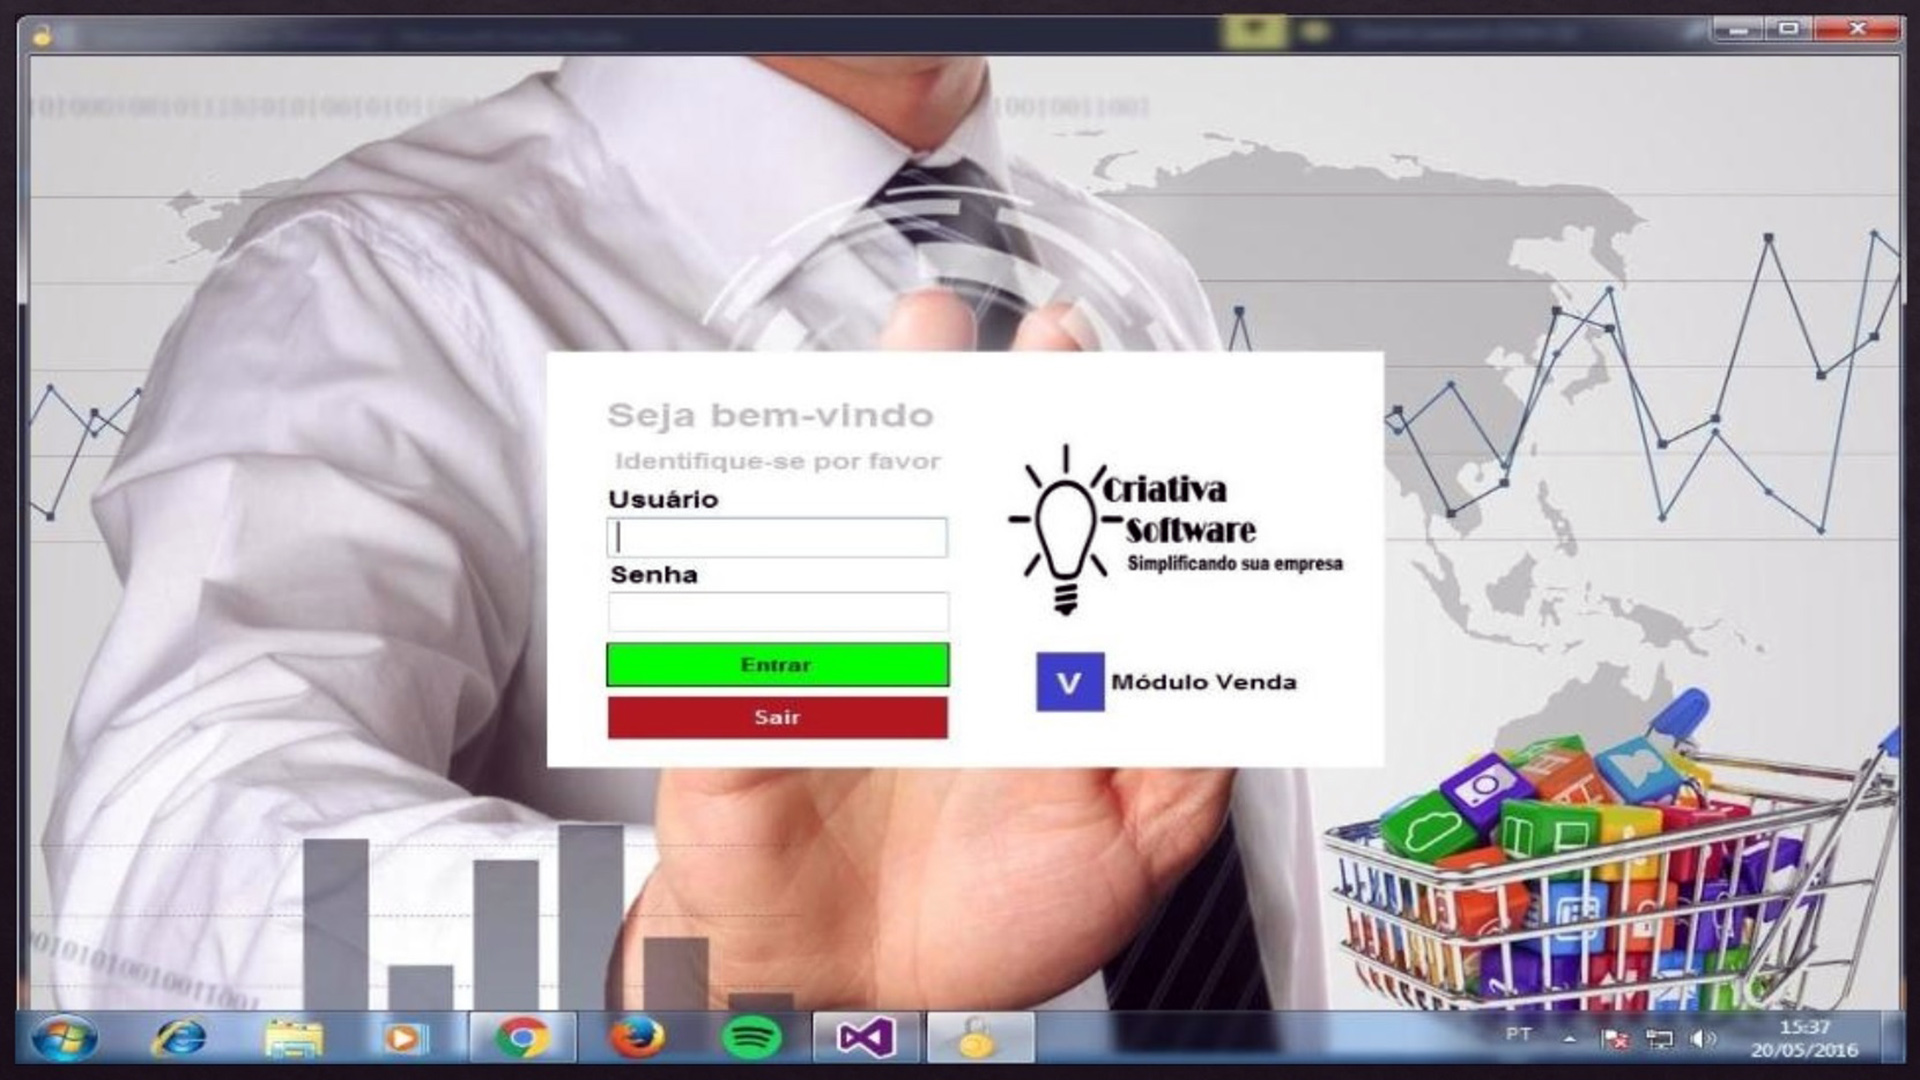 Seja bem-vindo
Identifique-se por favor
Usuário
Senha
Entrar
Sair
Criativa
Software
Simplificando sua empresa
V
Módulo Venda
PT
15:37
20/05/2016